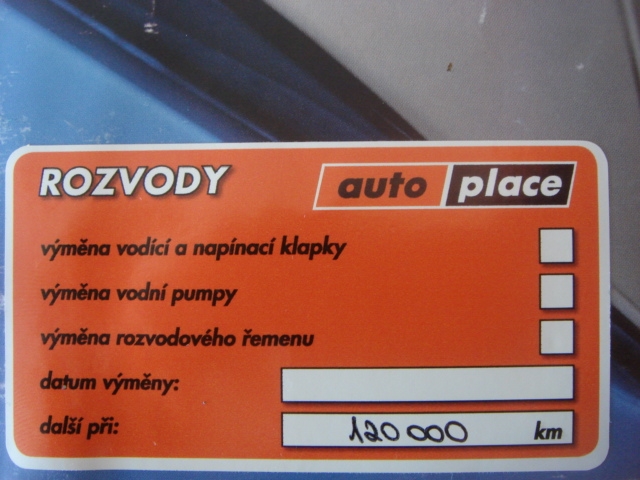 ROZVODY auto place
výměna vodící a napínací klapky
výměna vodní pumpy
výměna rozvodového řemenu
datum výměny:
další při: 120 000 km